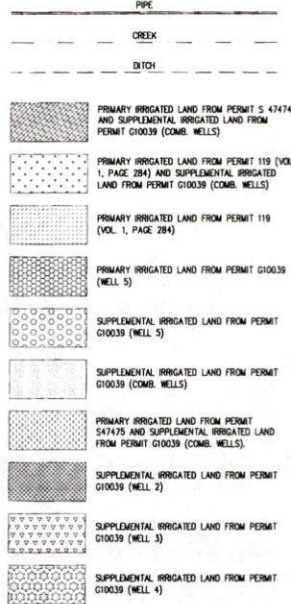 PIPE
CREEK
DITCH
PRIMARY IRRIGATED LAND FROM PERMIT S 47474
AND SUPPLEMENTAL IRRIGATED LAND FROM
PERMIT G10039 (COMB. WELLS)
PRIMARY IRRIGATED LAND FROM PERMIT 119 (VOL
1, PAGE 284) AND SUPPLEMENTAL IRRIGATED
LAND FROM PERMIT G10039 (COMB. WELLS)
PRIMARY IRRIGATED LAND FROM PERMIT 119
(VOL. 1, PAGE 284)
PRIMARY IRRIGATED LAND FROM PERMIT G10039
(WELL 5)
SUPPLEMENTAL IRRIGATED LAND FROM PERMIT
G10039 (WELL 5)
SUPPLEMENTAL IRRIGATED LAND FROM PERMIT
G10039 (COMB. WELLS)
PRIMARY IRRIGATED LAND FROM PERMIT
S47475 AND SUPPLEMENTAL IRRIGATED LAND
FROM PERMIT G10039 (COMB. WELLS).
SUPPLEMENTAL IRRIGATED LAND FROM PERMIT
G10039 (WELL 2)
SUPPLEMENTAL IRRIGATED LAND FROM PERMIT
G10039 (WELL 3)
SUPPLEMENTAL IRRIGATED LAND FROM PERMIT
G10039 (WELL 4)